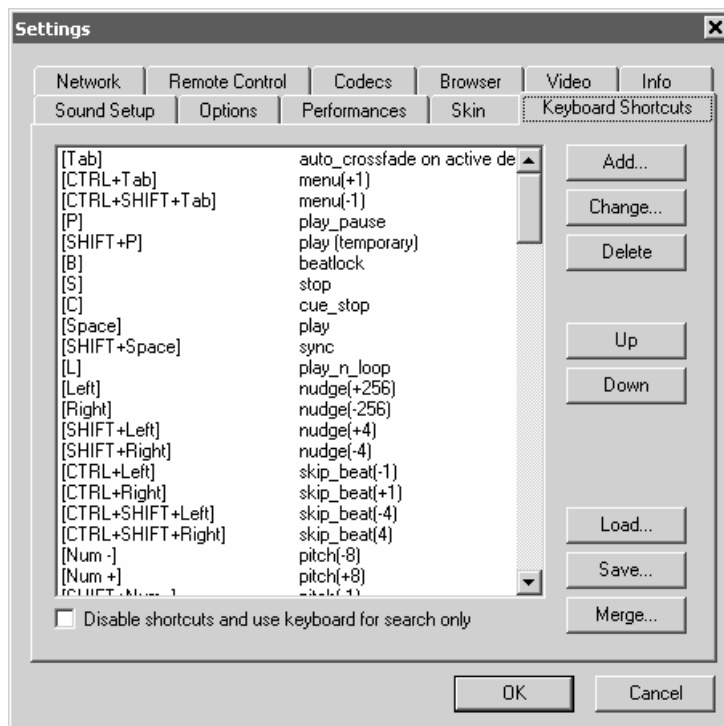 Settings
Network Remote Control Codecs Browser Video Info
Sound Setup Options Performances Skin Keyboard Shortcuts
[Tab] auto_crossfade on active de
[CTRL+Tab] menu(+1)
[CTRL+SHIFT+Tab] menu(-1)
[P] play_pause
[SHIFT+P] play (temporary)
[B] beatlock
[S] stop
[C] cue_stop
[Space] play
[SHIFT+Space] sync
[L] play_n_loop
[Left] nudge(+256)
[Right] nudge(-256)
[SHIFT+Left] nudge(+4)
[SHIFT+Right] nudge(-4)
[CTRL+Left] skip_beat(-1)
[CTRL+Right] skip_beat(+1)
[CTRL+SHIFT+Left] skip_beat(-4)
[CTRL+SHIFT+Right] skip_beat(4)
[Num -] pitch(-8)
[Num +] pitch(+8)
[SHIFT+Num -] pitch(-1)
Disable shortcuts and use keyboard for search only
Add...
Change...
Delete
Up
Down
Load...
Save...
Merge...
OK Cancel